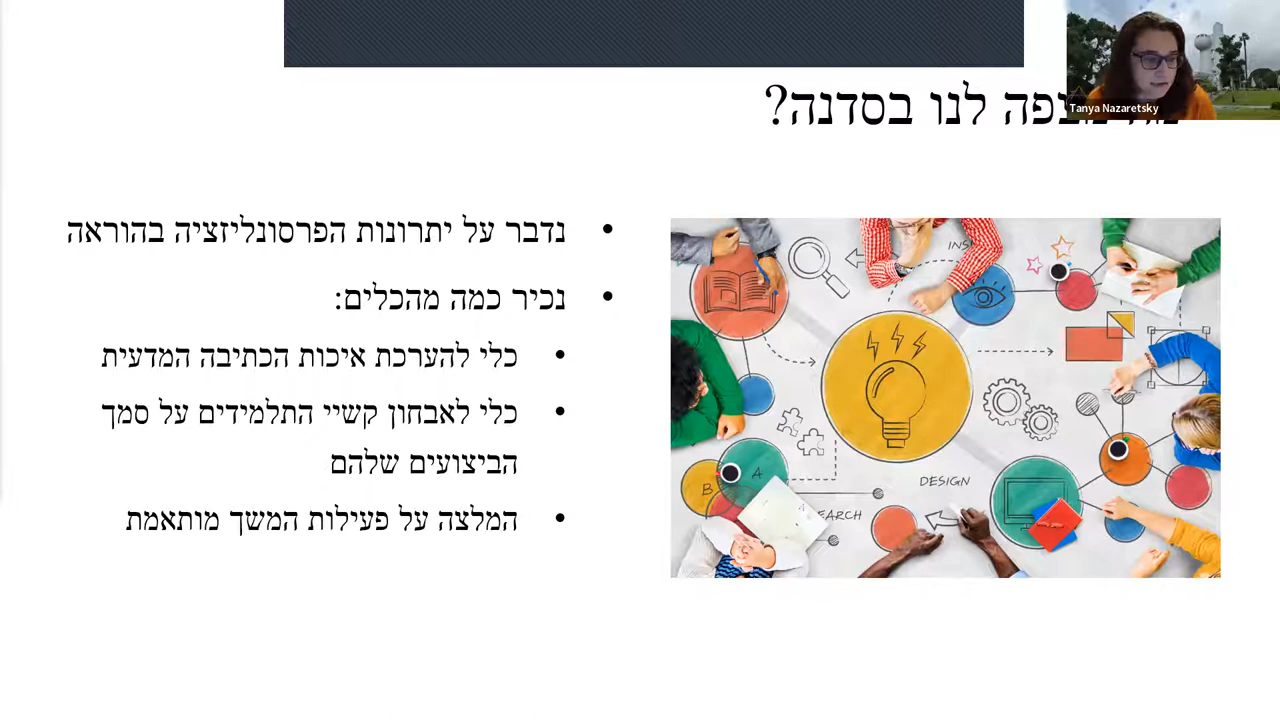 Tanya Nazaretsky
מצפה לנו בסדנה?
נדבר על יתרונות הפרסונליזציה בהוראה
נכיר כמה מהכלים:
כלי להערכת איכות הכתיבה המדעית
כלי לאבחון קשיי התלמידים על סמך
הביצועים שלהם
המלצה על פעילות המשך מותאמת
A
B
DESIGN